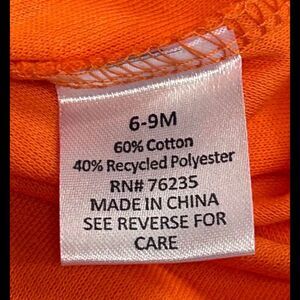 6-9M
60% Cotton
40% Recycled Polyester
RN# 76235
MADE IN CHINA
SEE REVERSE FOR
CARE